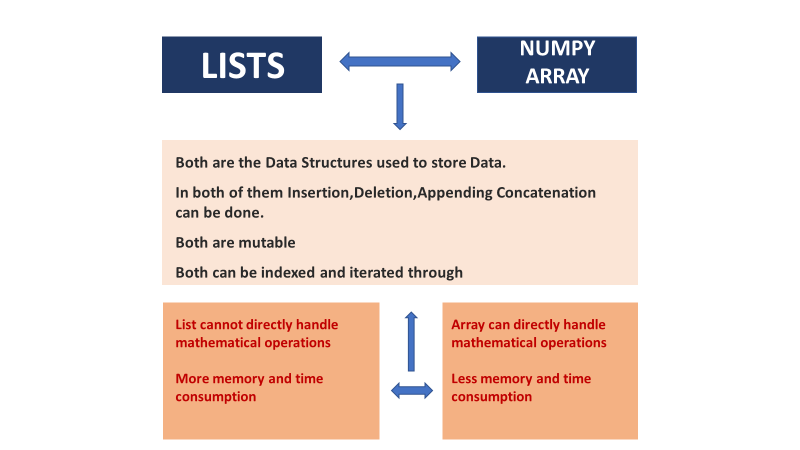 LISTS
NUMPY
ARRAY
Both are the Data Structures used to store Data.
In both of them Insertion,Deletion,Appending Concatenation
can be done.
Both are mutable
Both can be indexed and iterated through
List cannot directly handle
mathematical operations
More memory and time
consumption
Array can directly handle
mathematical operations
Less memory and time
consumption